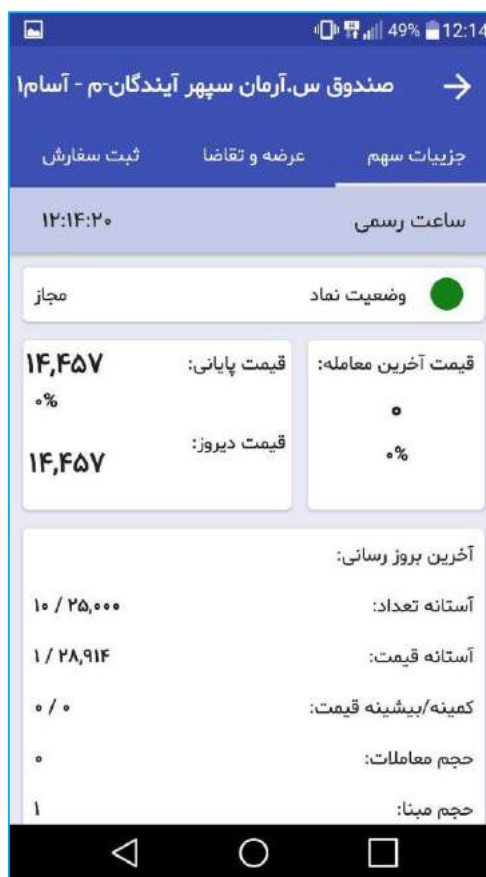 49% 12:14
صندوق س.آرمان سپهر آیندگان-م - آسام۱
جزییات سهم عرضه و تقاضا ثبت سفارش
ساعت رسمی ۱۲:۱۴:۲۰
وضعیت نماد مجاز
قیمت آخرین معامله:
۰
۰%
قیمت پایانی: ۱۴,۴۵۷
۰%
قیمت دیروز: ۱۴,۴۵۷
آخرین بروز رسانی:
آستانه تعداد: ۱۰ / ۲۵,۰۰۰
آستانه قیمت: ۱ / ۲۸,۹۱۴
کمینه/بیشینه قیمت: ۰ / ۰
حجم معاملات: ۰
حجم مبنا: ۱